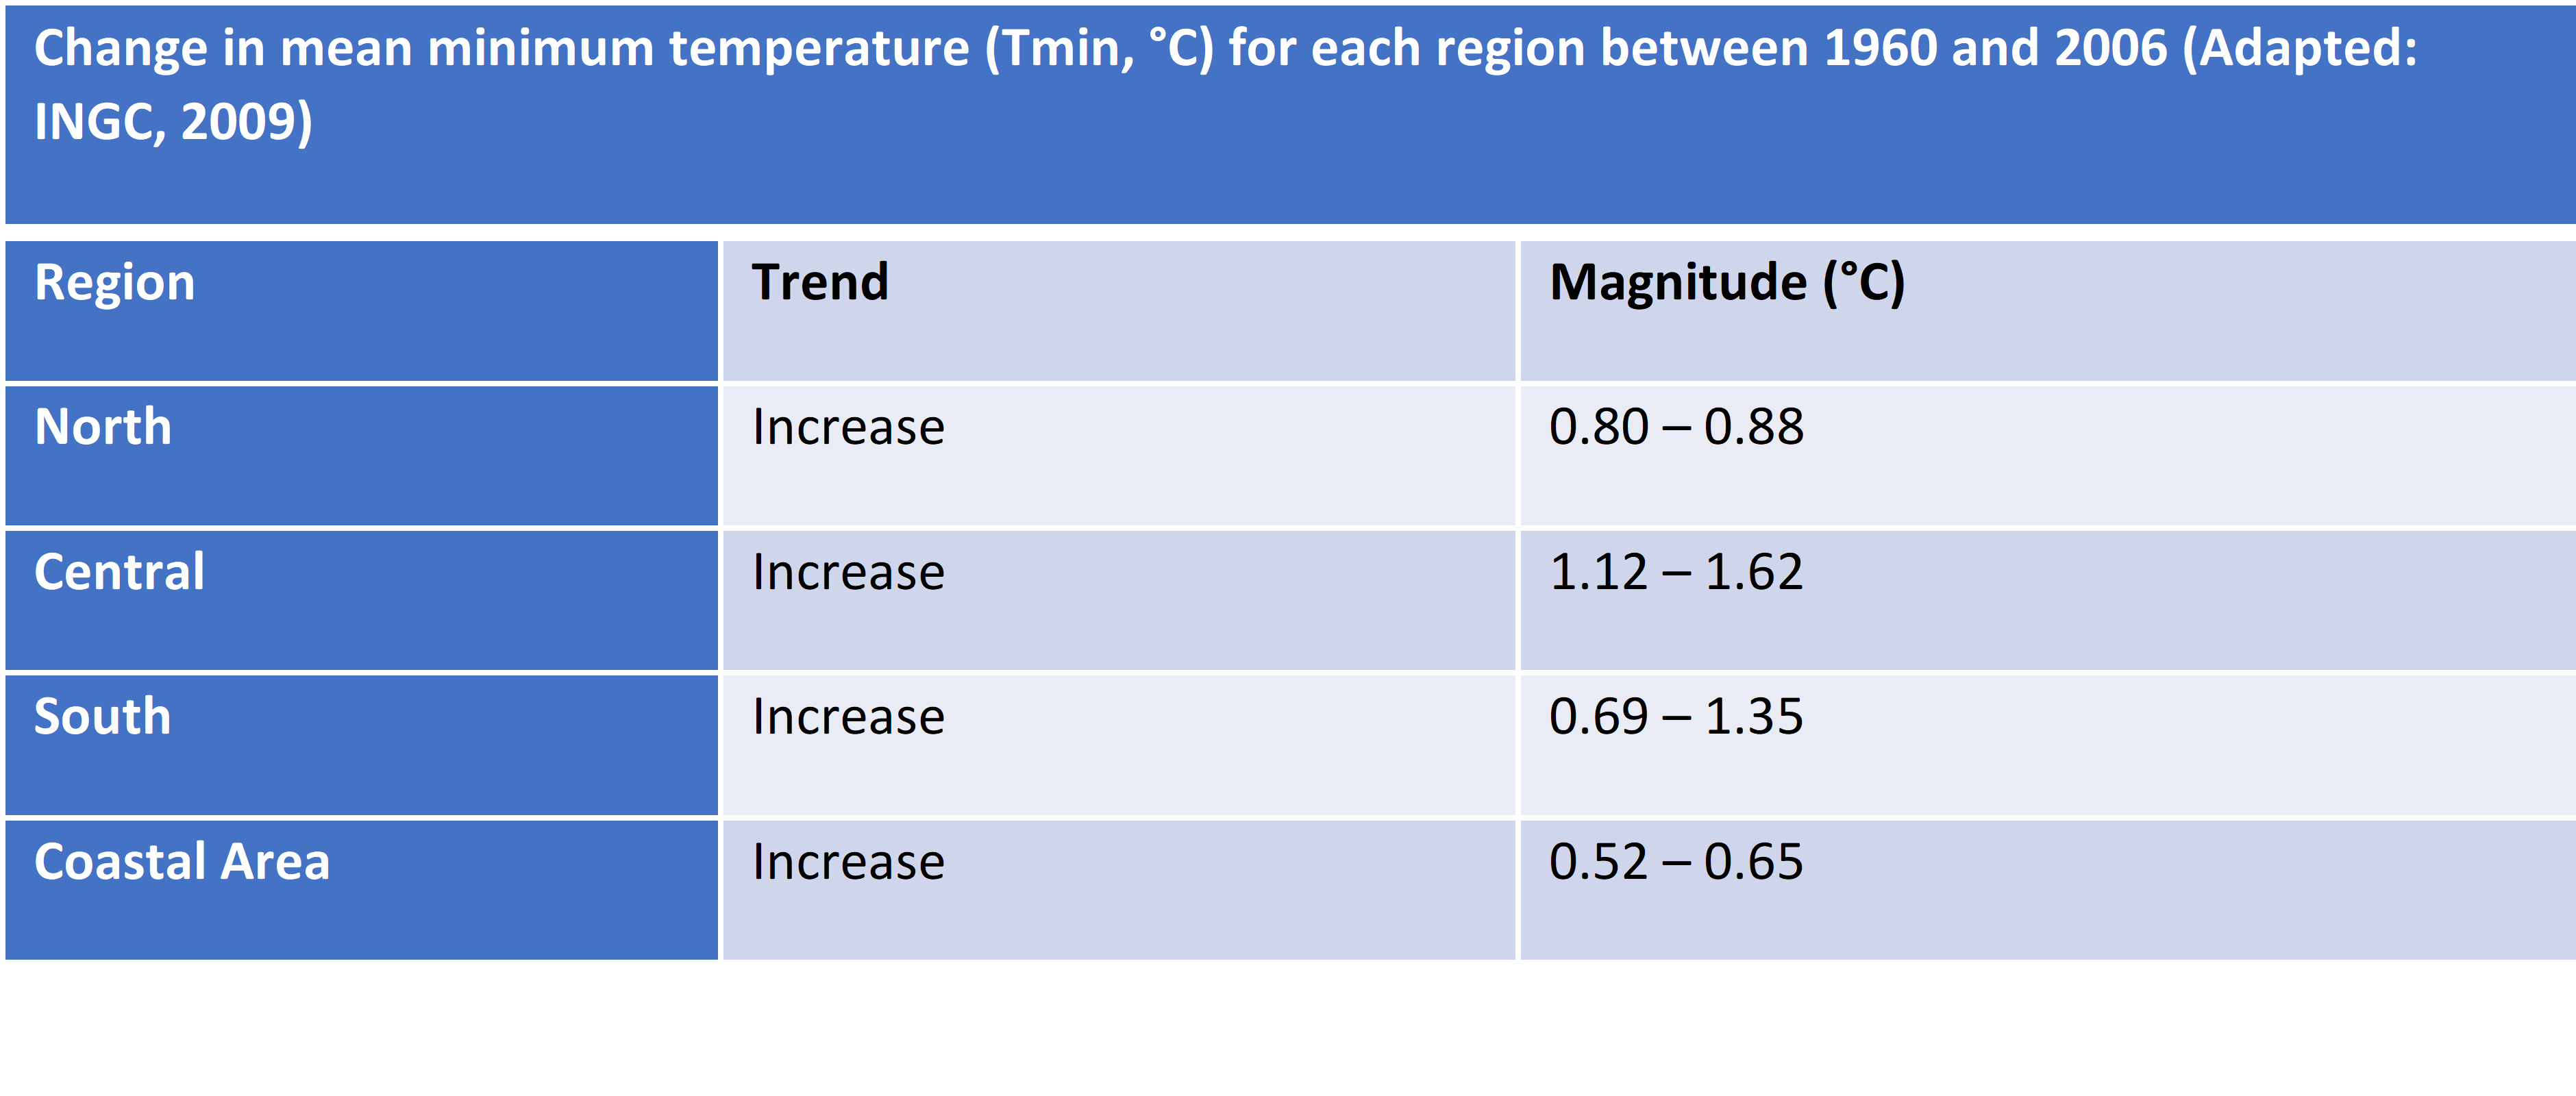 Change in mean minimum temperature (Tmin, °C) for each region between 1960 and 2006 (Adapted:
INGC, 2009)
Region Trend Magnitude (°C)
North Increase 0.80 – 0.88
Central Increase 1.12 – 1.62
South Increase 0.69 – 1.35
Coastal Area Increase 0.52 – 0.65